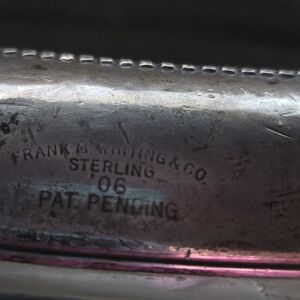 FRANK M. WHITING & CO.
STERLING
06
PAT. PENDING